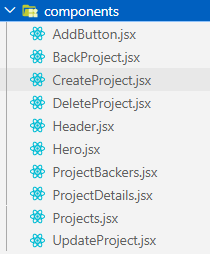 components
AddButton.jsx
BackProject.jsx
CreateProject.jsx
DeleteProject.jsx
Header.jsx
Hero.jsx
ProjectBackers.jsx
ProjectDetails.jsx
Projects.jsx
UpdateProject.jsx